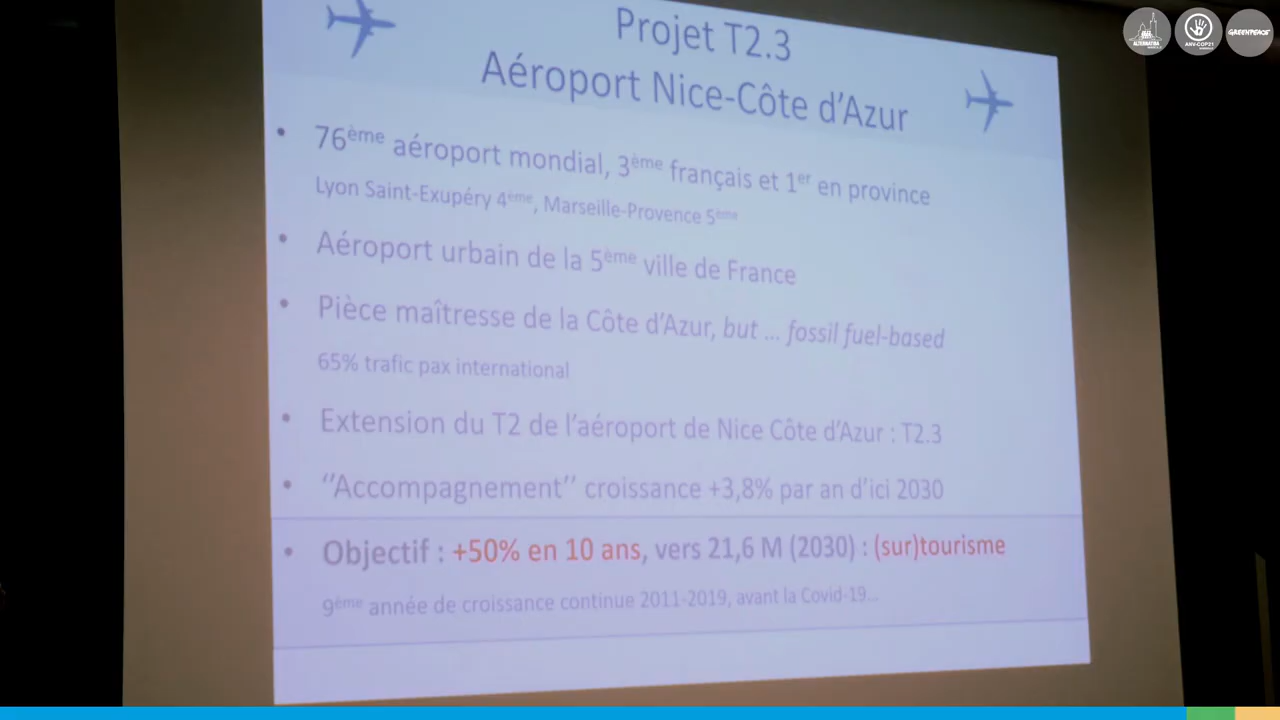 Projet T2.3
Aéroport Nice-Côte d'Azur
• 76ème aéroport mondial, 3ème français et 1er en province
Lyon Saint-Exupéry 4ème, Marseille-Provence 5ème
• Aéroport urbain de la 5ème ville de France
• Pièce maîtresse de la Côte d'Azur, but ... fossil fuel-based
65% trafic pax international
• Extension du T2 de l'aéroport de Nice Côte d'Azur : T2.3
• ‘‘Accompagnement’’ croissance +3,8% par an d'ici 2030
• Objectif : +50% en 10 ans, vers 21,6 M (2030) : (sur)tourisme
9ème année de croissance continue 2011-2019, avant la Covid-19...
ALTERNATIBA
ANV-COP21
GREENPEACE